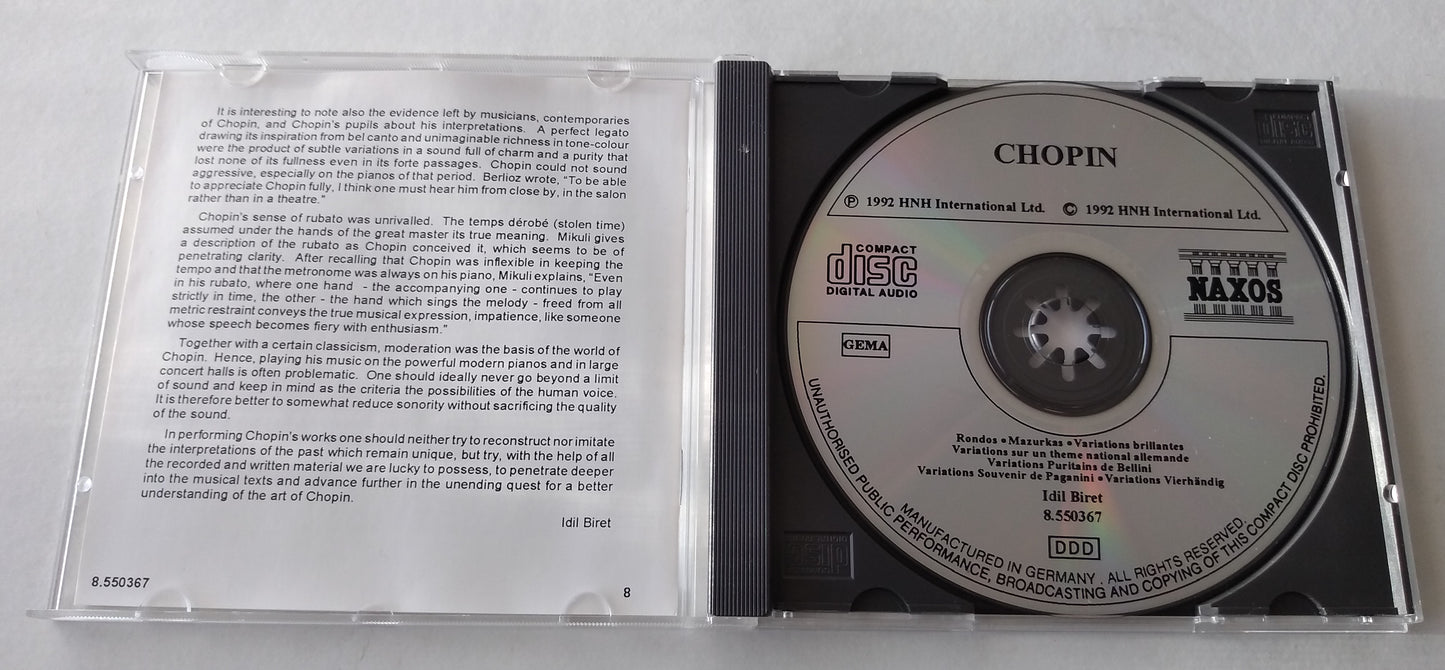 It is interesting to note also the evidence left by musicians, contemporaries
of Chopin, and Chopin's pupils about his interpretations. A perfect legato
drawing its inspiration from bel canto and unimaginable richness in tone-colour
were the product of subtle variations in a sound full of charm and a purity that
lost none of its fullness even in its forte passages. Chopin could not sound
aggressive, especially on the pianos of that period. Berlioz wrote, "To be able
to appreciate Chopin fully, I think one must hear him from close by, in the salon
rather than in a theatre."
Chopin's sense of rubato was unrivalled. The temps dérobé (stolen time)
assumed under the hands of the great master its true meaning. Mikuli gives
a description of the rubato as Chopin conceived it, which seems to be of
penetrating clarity. After recalling that Chopin was inflexible in keeping the
tempo and that the metronome was always on his piano, Mikuli explains, "Even
in his rubato, where one hand - the accompanying one - continues to play
strictly in time, the other - the hand which sings the melody - freed from all
metric restraint conveys the true musical expression, impatience, like someone
whose speech becomes fiery with enthusiasm."
Together with a certain classicism, moderation was the basis of the world of
Chopin. Hence, playing his music on the powerful modern pianos and in large
concert halls is often problematic. One should ideally never go beyond a limit
of sound and keep in mind as the criteria the possibilities of the human voice.
It is therefore better to somewhat reduce sonority without sacrificing the quality
of the sound.
In performing Chopin's works one should neither try to reconstruct nor imitate
the interpretations of the past which remain unique, but try, with the help of all
the recorded and written material we are lucky to possess, to penetrate deeper
into the musical texts and advance further in the unending quest for a better
understanding of the art of Chopin.
Idil Biret
8.550367
8
CHOPIN
℗ 1992 HNH International Ltd. © 1992 HNH International Ltd.
COMPACT
disc
DIGITAL AUDIO
NAXOS
GEMA
Rondos • Mazurkas • Variations brillantes
Variations sur un theme national allemande
Variations Puritains de Bellini
Variations Souvenir de Paganini • Variations Vierhändig
Idil Biret
8.550367
DDD
MANUFACTURED IN GERMANY . ALL RIGHTS RESERVED.
UNAUTHORISED PUBLIC PERFORMANCE, BROADCASTING AND COPYING OF THIS COMPACT DISC PROHIBITED.
disc
disc